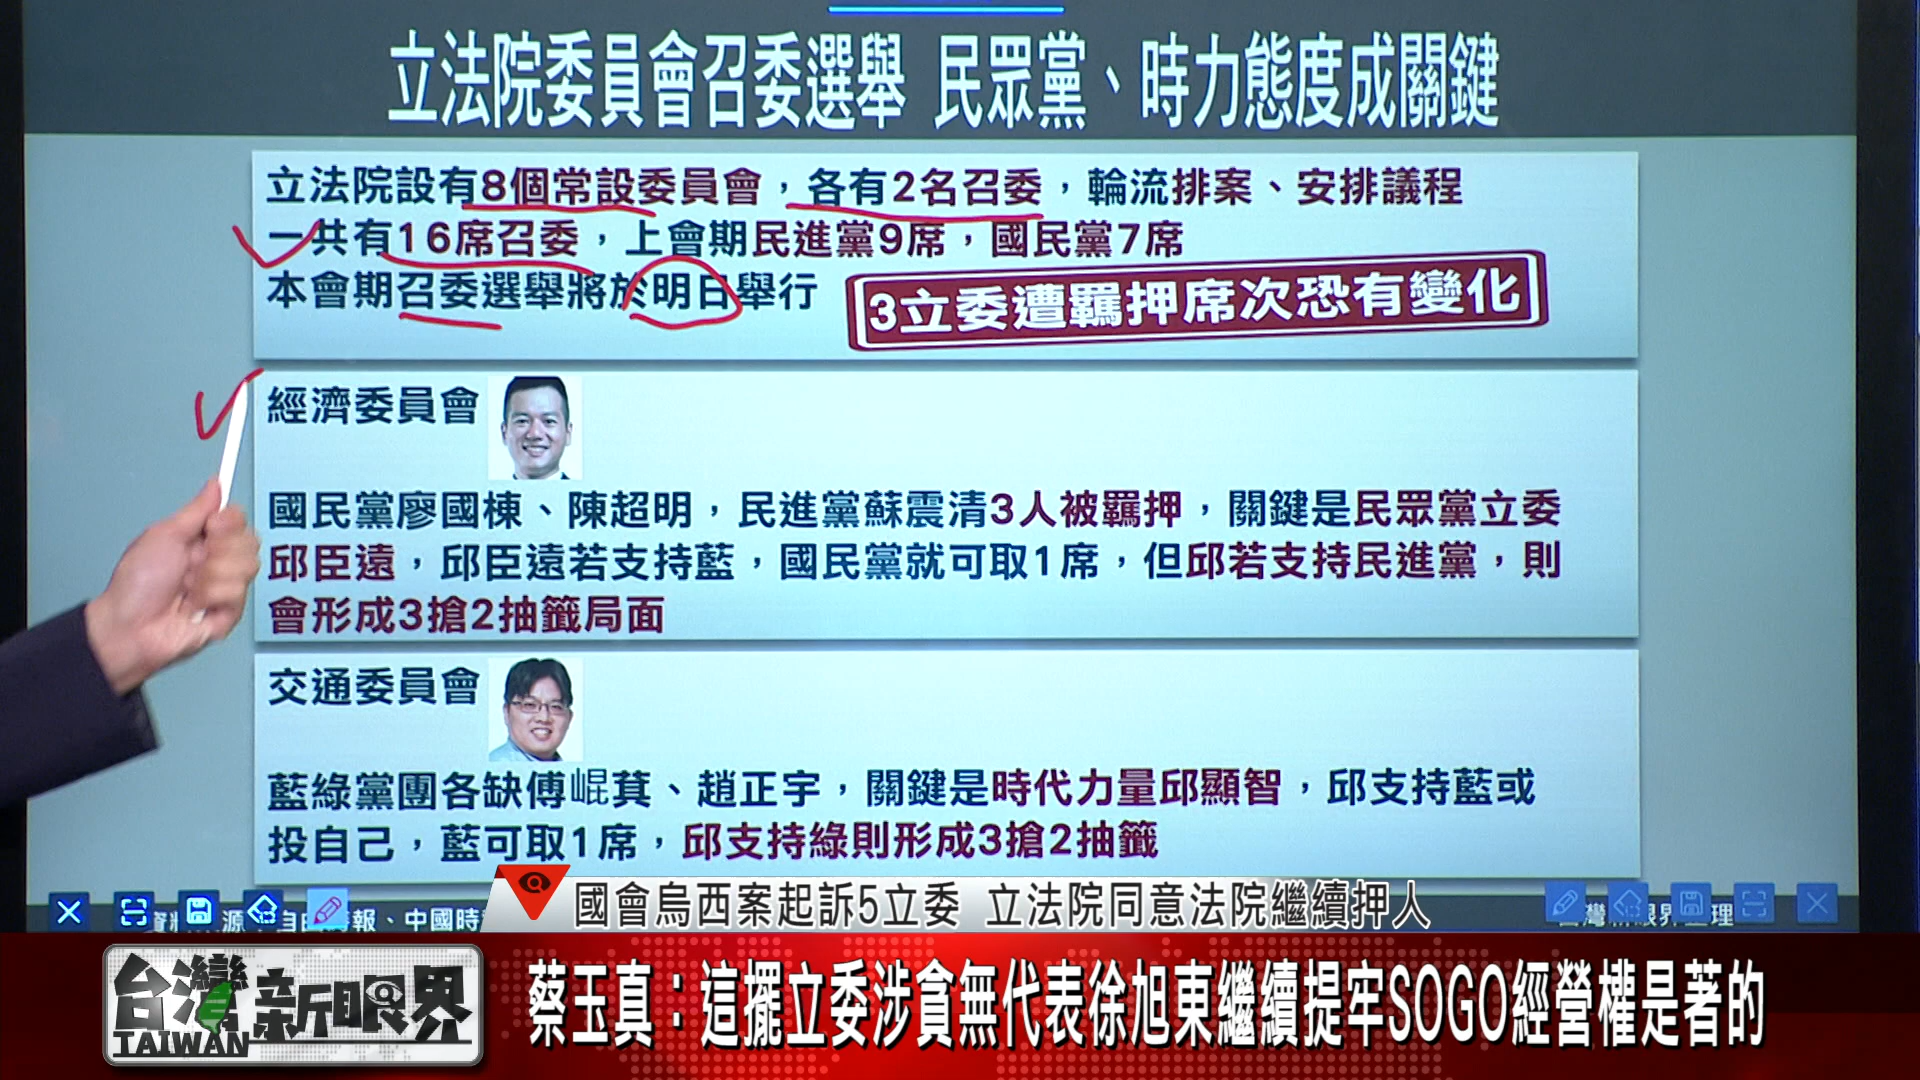 立法院委員會召委選舉 民眾黨、時力態度成關鍵
立法院設有8個常設委員會，各有2名召委，輪流排案、安排議程
一共有16席召委，上會期民進黨9席，國民黨7席
本會期召委選舉將於明日舉行
3立委遭羈押席次恐有變化
經濟委員會
國民黨廖國棟、陳超明，民進黨蘇震清3人被羈押，關鍵是民眾黨立委
邱臣遠，邱臣遠若支持藍，國民黨就可取1席，但邱若支持民進黨，則
會形成3搶2抽籤局面
交通委員會
藍綠黨團各缺傅崐萁、趙正宇，關鍵是時代力量邱顯智，邱支持藍或
投自己，藍可取1席，邱支持綠則形成3搶2抽籤
國會烏西案起訴5立委 立法院同意法院繼續押人
台灣新眼界
TAIWAN
蔡玉真：這擺立委涉貪無代表徐旭東繼續提牢SOGO經營權是著的